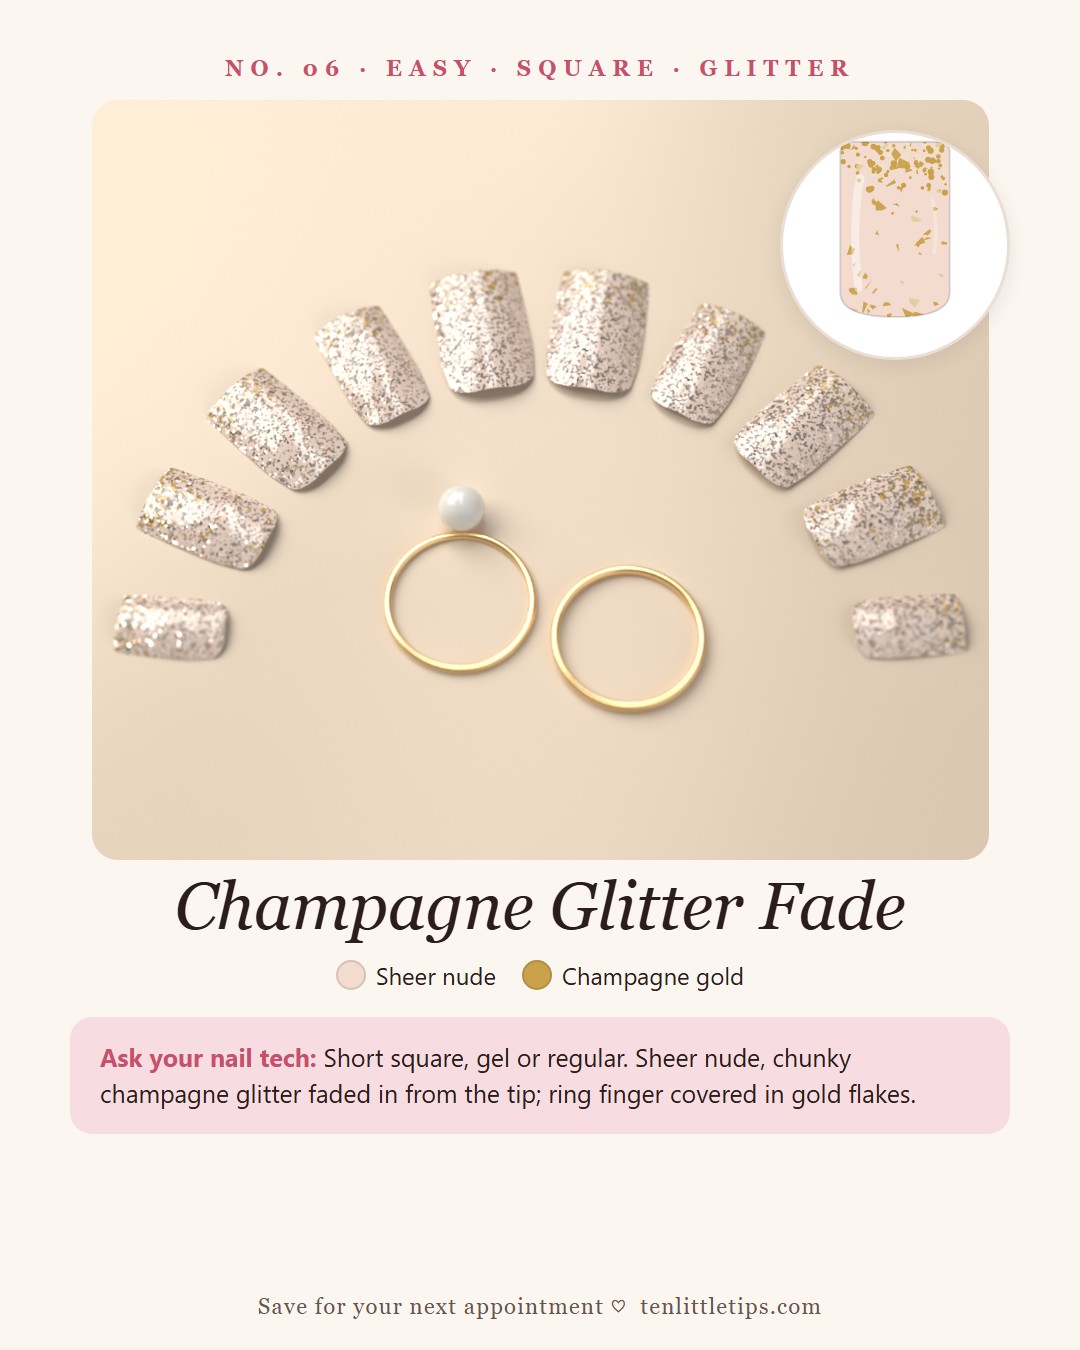 NO. 06 · EASY · SQUARE · GLITTER
Champagne Glitter Fade
Sheer nude Champagne gold
Ask your nail tech: Short square, gel or regular. Sheer nude, chunky
champagne glitter faded in from the tip; ring finger covered in gold flakes.
Save for your next appointment ♡ tenlittletips.com